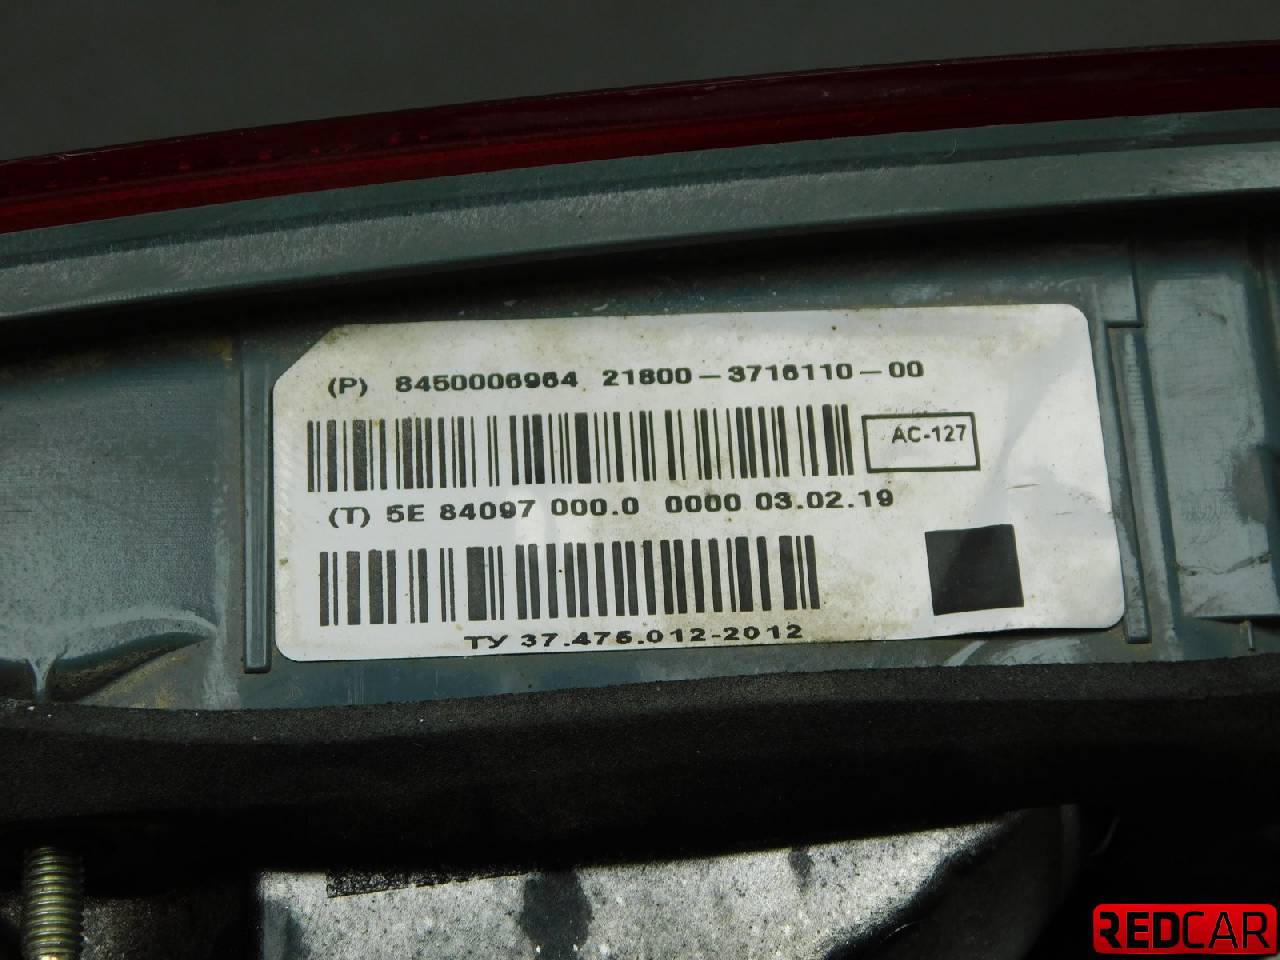 (P) 8450006964 21800-3716110-00
AC-127
(T) 5E 84097 000.0 0000 03.02.19
ТУ 37.476.012-2012
REDCAR